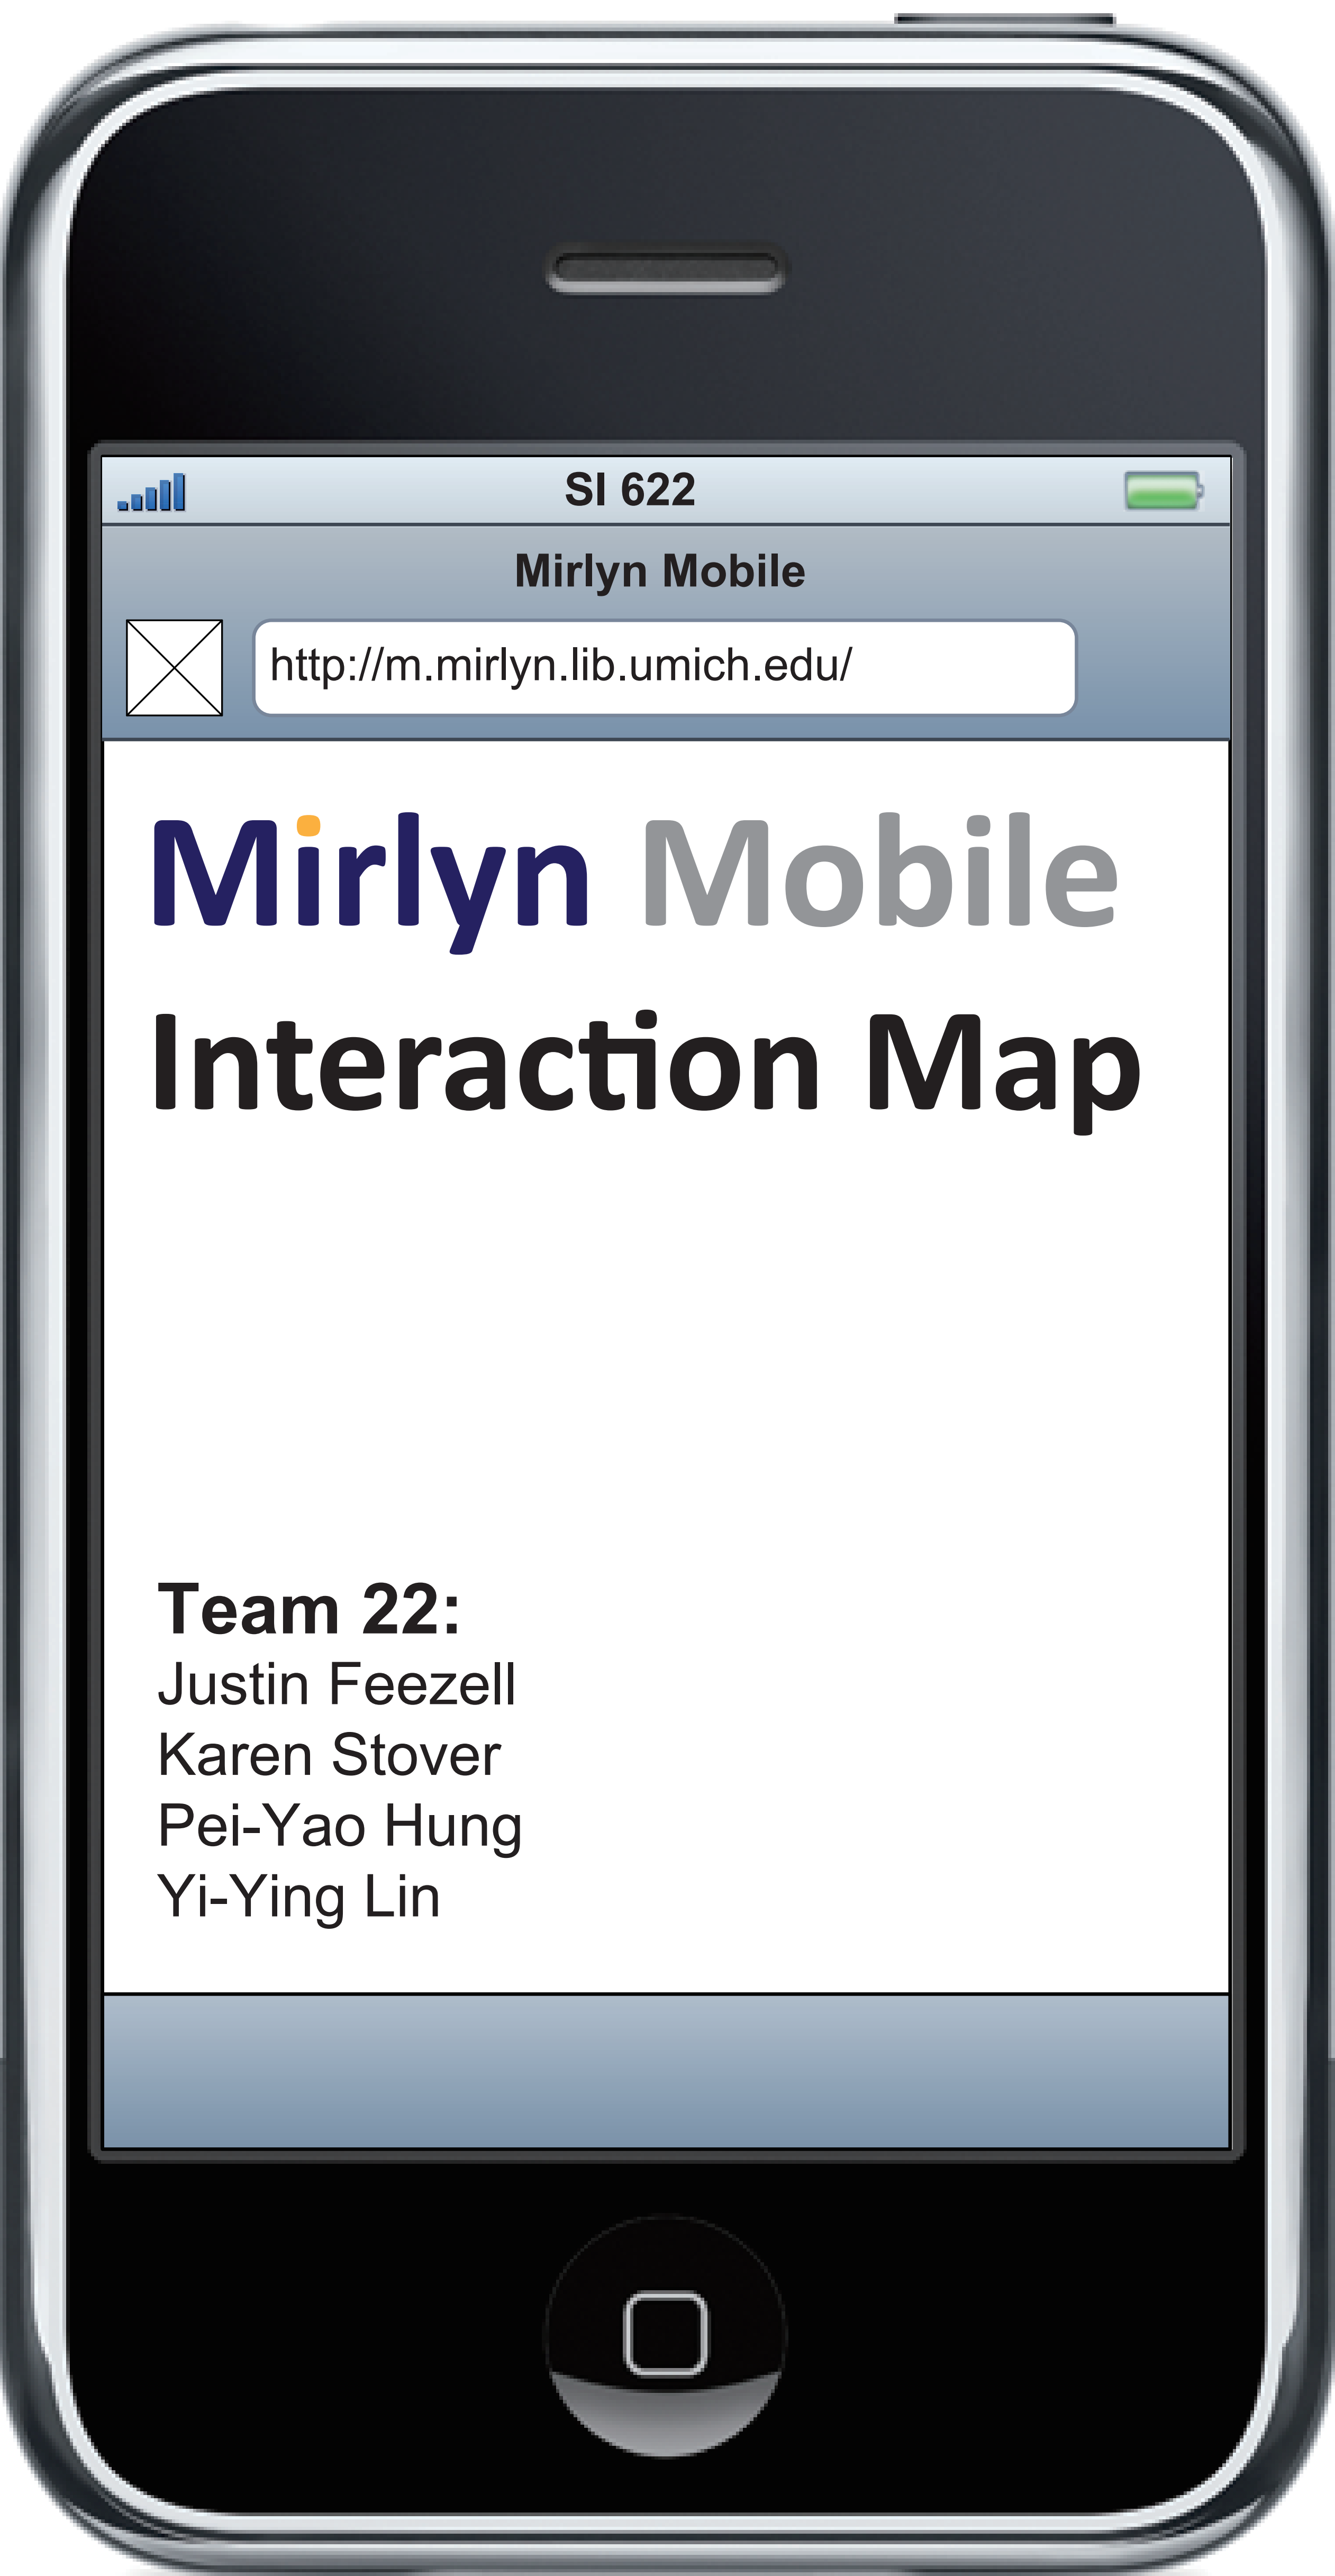 SI 622
Mirlyn Mobile
http://m.mirlyn.lib.umich.edu/
Mirlyn Mobile
Interaction Map
Team 22:
Justin Feezell
Karen Stover
Pei-Yao Hung
Yi-Ying Lin